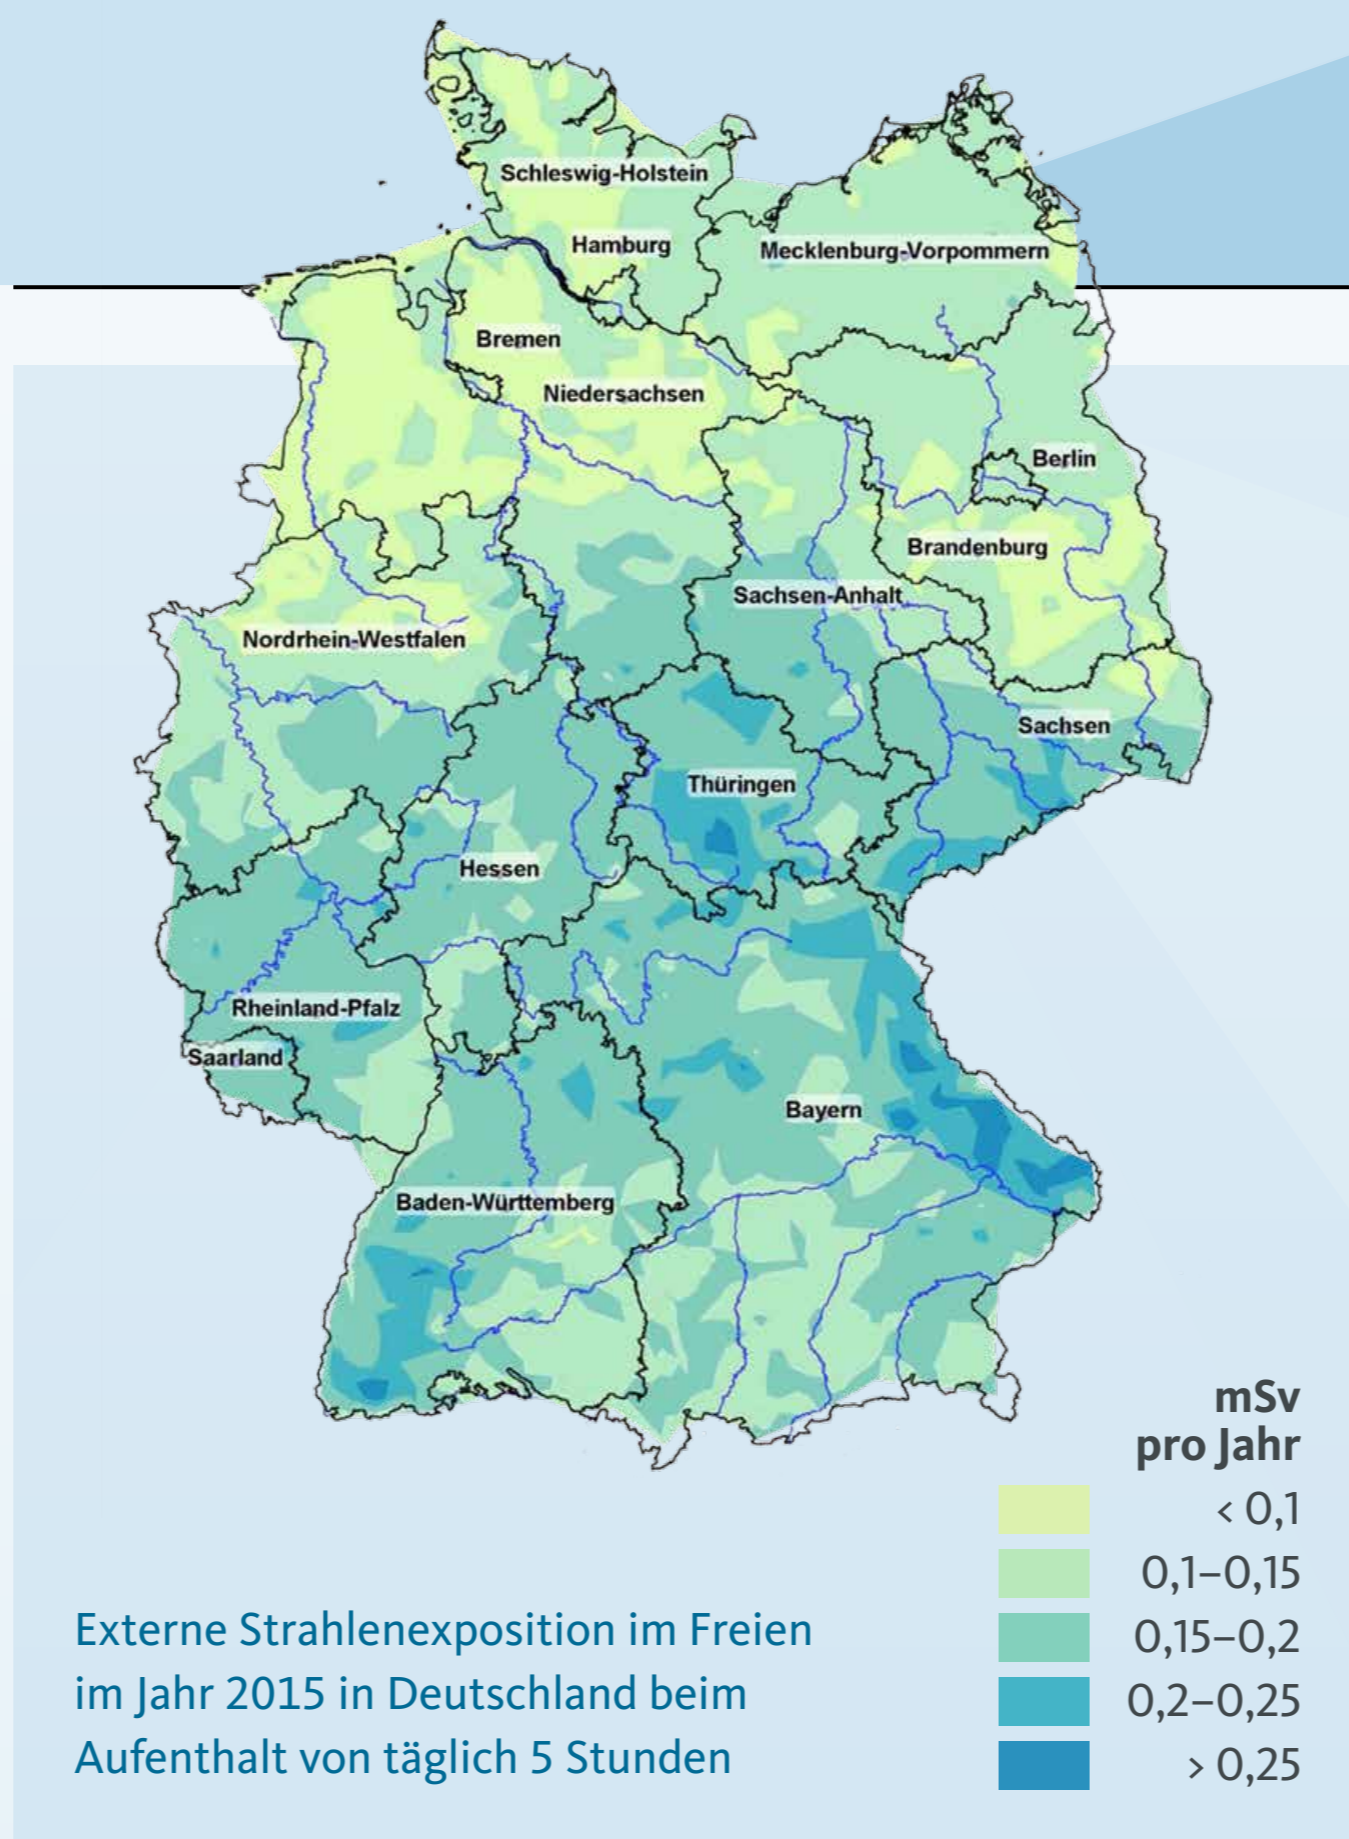 Schleswig-Holstein
Hamburg
Mecklenburg-Vorpommern
Bremen
Niedersachsen
Berlin
Brandenburg
Sachsen-Anhalt
Nordrhein-Westfalen
Sachsen
Thüringen
Hessen
Rheinland-Pfalz
Saarland
Bayern
Baden-Württemberg
mSv
pro Jahr
< 0,1
0,1–0,15
0,15–0,2
0,2–0,25
> 0,25
Externe Strahlenexposition im Freien
im Jahr 2015 in Deutschland beim
Aufenthalt von täglich 5 Stunden